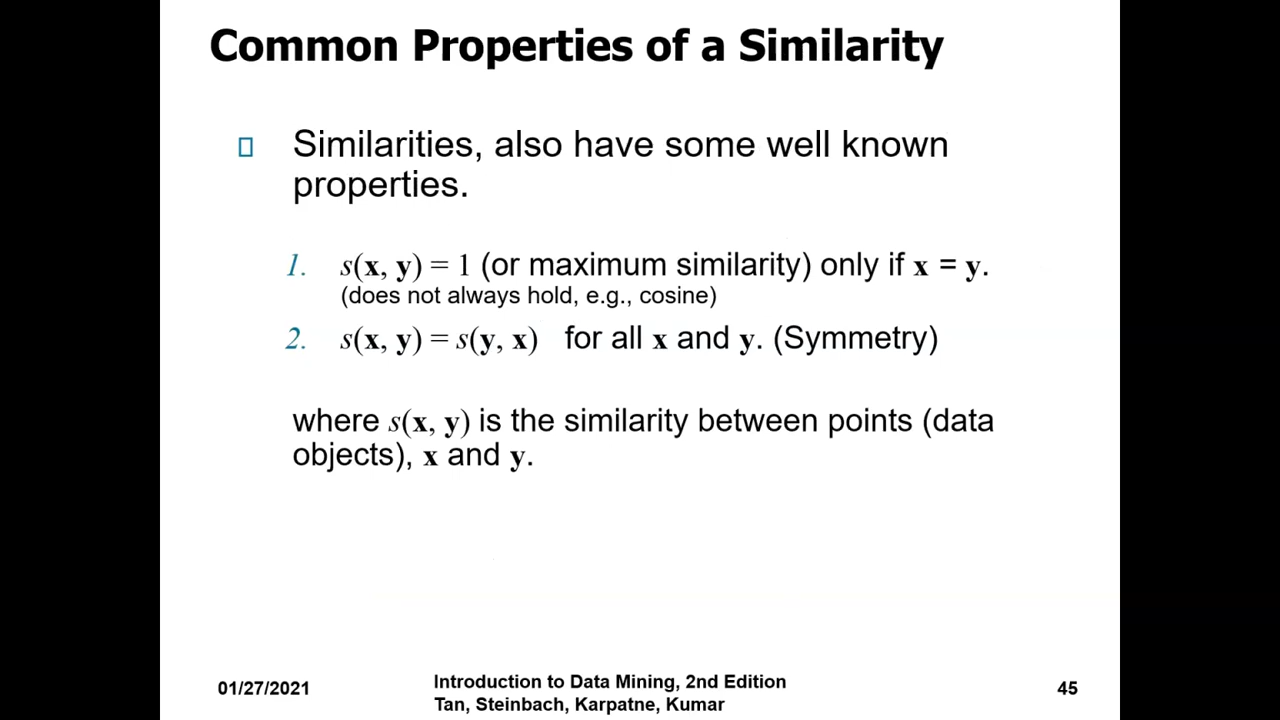 Common Properties of a Similarity
Similarities, also have some well known
properties.
1. s(x, y) = 1 (or maximum similarity) only if x = y.
(does not always hold, e.g., cosine)
2. s(x, y) = s(y, x) for all x and y. (Symmetry)
where s(x, y) is the similarity between points (data
objects), x and y.
01/27/2021
Introduction to Data Mining, 2nd Edition
Tan, Steinbach, Karpatne, Kumar
45